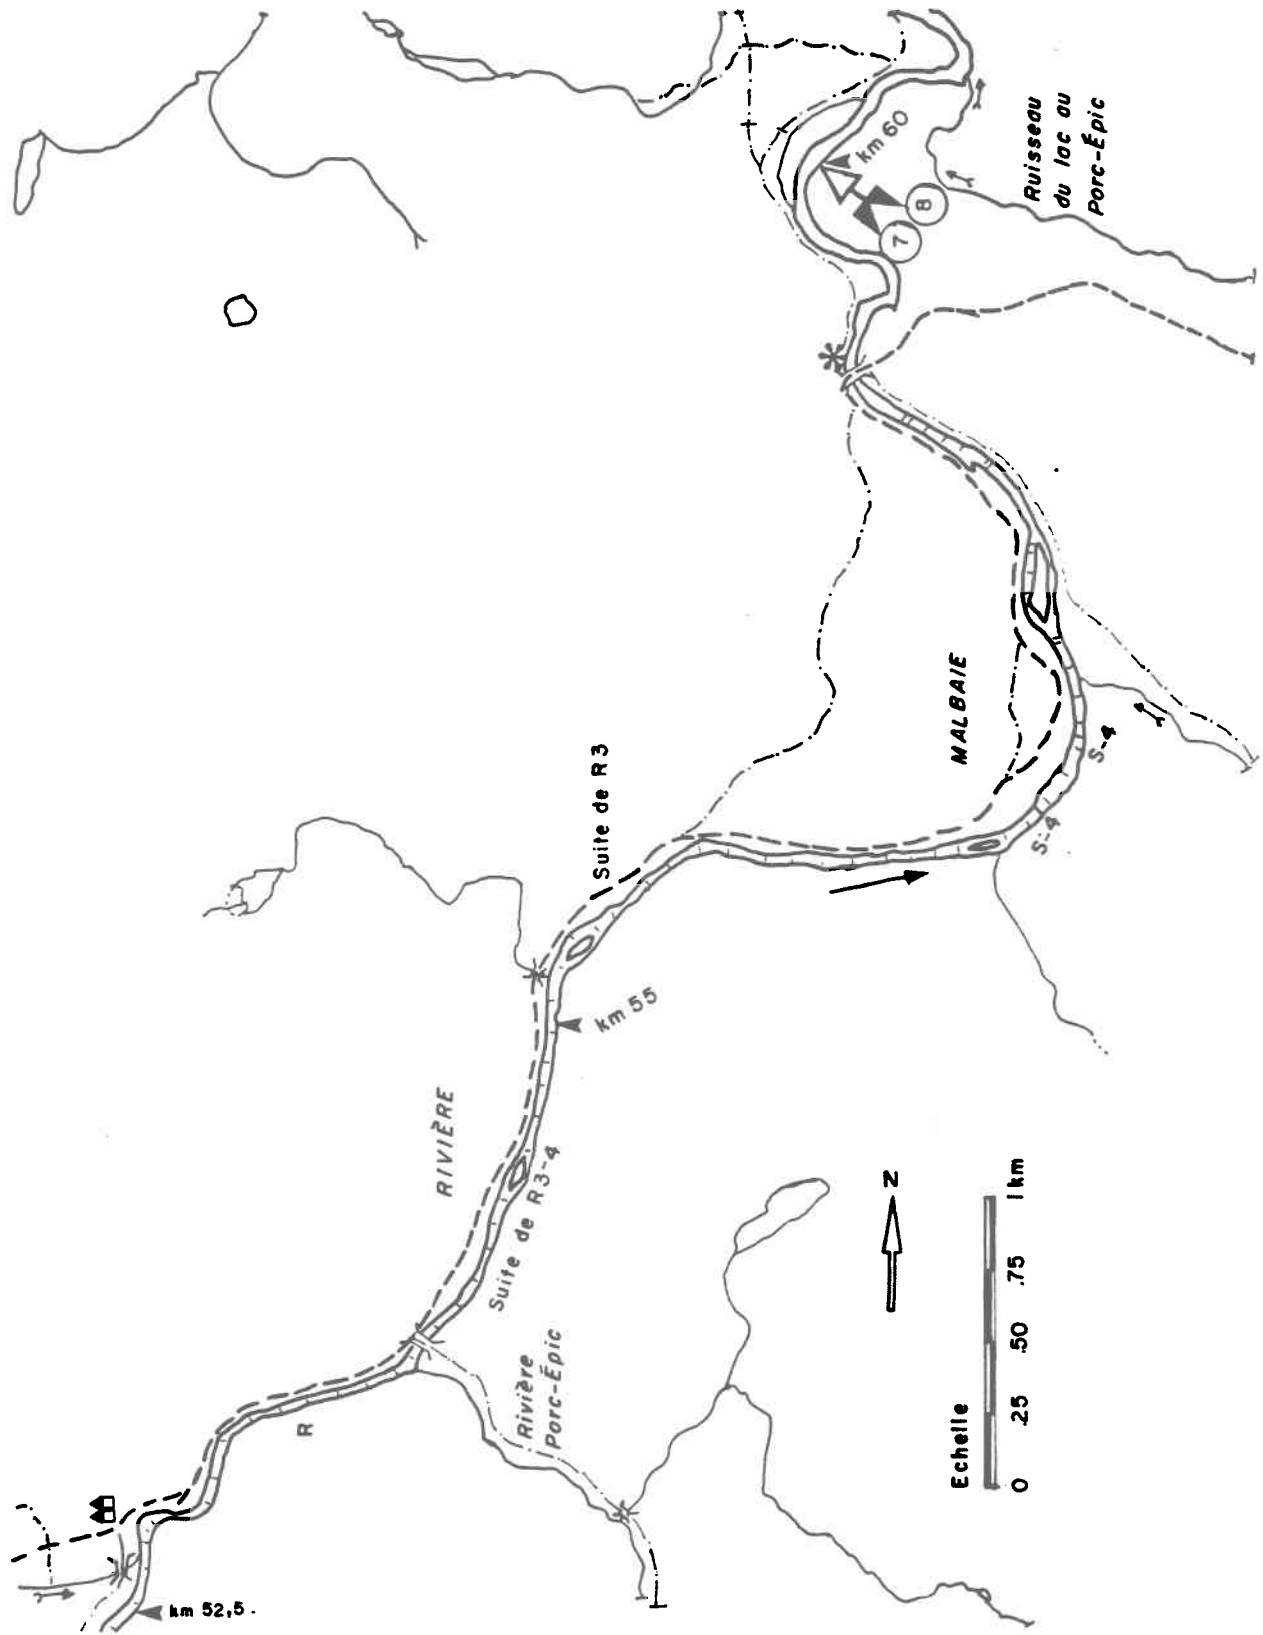 Ruisseau
du lac au
Porc-Épic
km 60
8
7
MALBAIE
S-4
S-4
Suite de R3
km 55
RIVIÈRE
Suite de R3-4
Rivière
Porc-Épic
R
km 52,5.
N
Echelle
0 .25 .50 .75 1 km